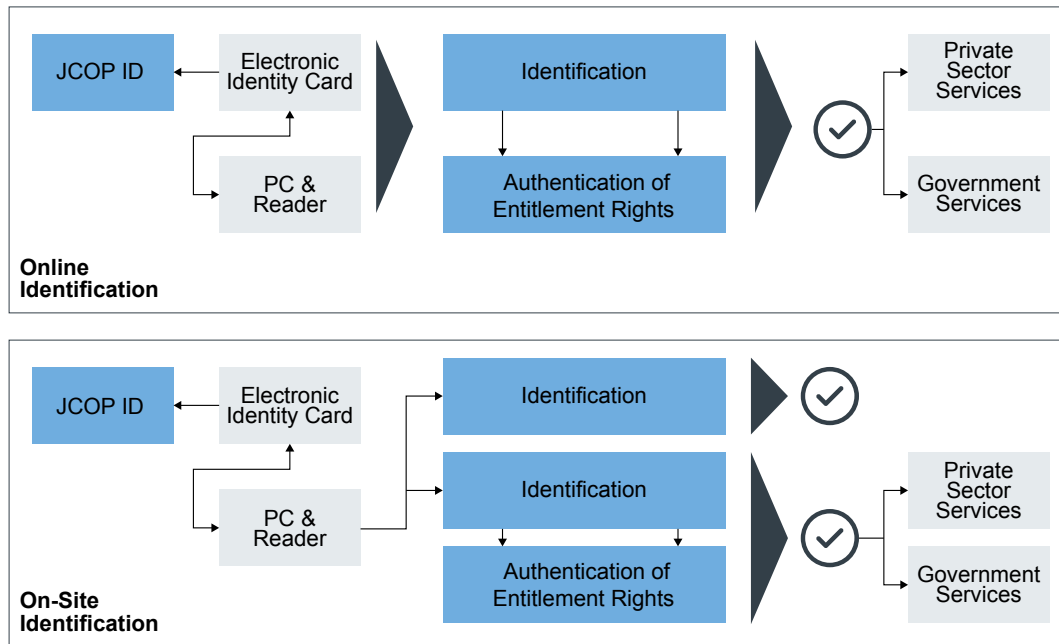 JCOP ID
Electronic
Identity Card
PC &
Reader
Identification
Authentication of
Entitlement Rights
Private
Sector
Services
Government
Services
Online
Identification
JCOP ID
Electronic
Identity Card
PC &
Reader
Identification
Identification
Authentication of
Entitlement Rights
Private
Sector
Services
Government
Services
On-Site
Identification